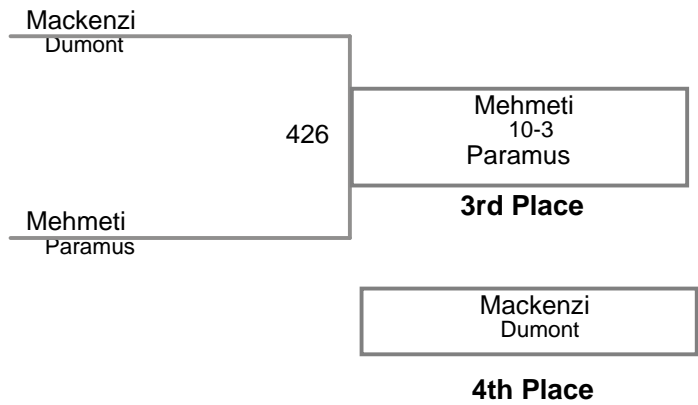 Mackenzi
Dumont
426
Mehmeti
10-3
Paramus
3rd Place
Mehmeti
Paramus
Mackenzi
Dumont
4th Place